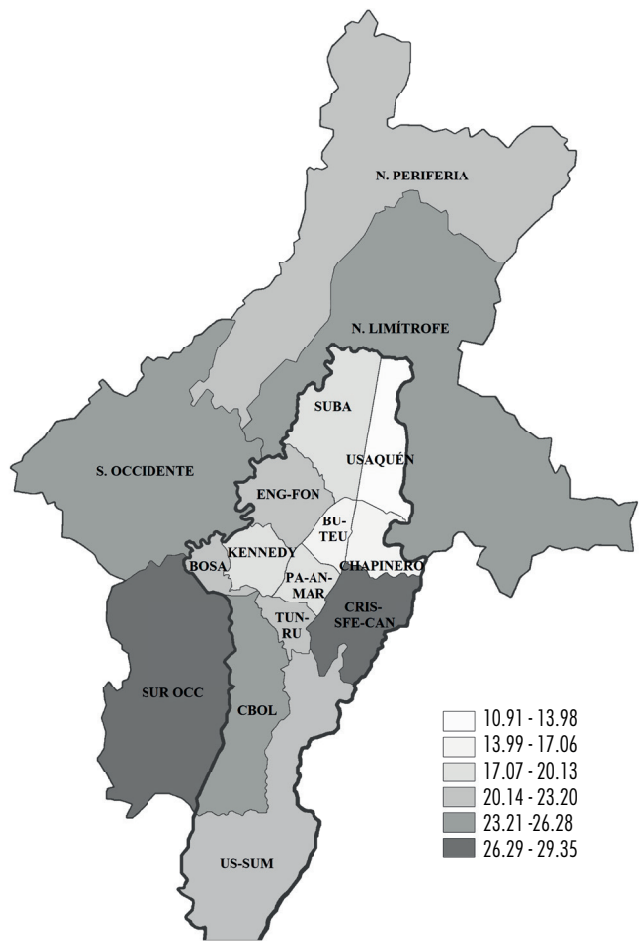 N. PERIFERIA
N. LIMÍTROFE
SUBA
USAQUÉN
S. OCCIDENTE
ENG-FON
BU-
TEU
KENNEDY
BOSA
CHAPINERO
PA-AN-
MAR
CRIS-
SFE-CAN
TUN-
RU
SUR OCC
CBOL
US-SUM
10.91 - 13.98
13.99 - 17.06
17.07 - 20.13
20.14 - 23.20
23.21 -26.28
26.29 - 29.35